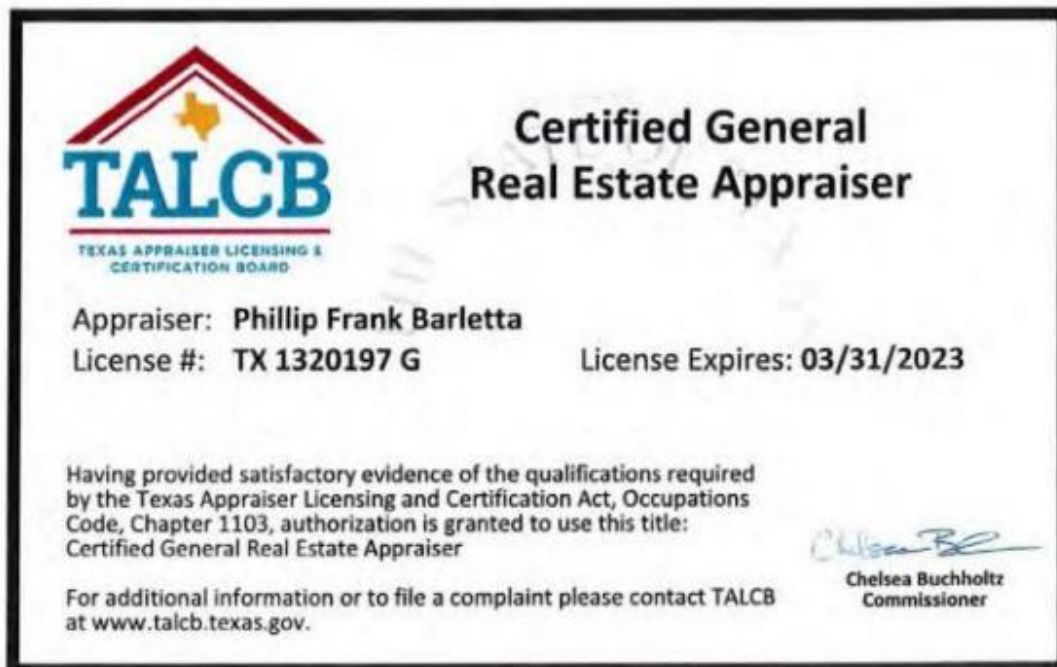 TALCB
TEXAS APPRAISER LICENSING &
CERTIFICATION BOARD
Certified General
Real Estate Appraiser
Appraiser: Phillip Frank Barletta
License #: TX 1320197 G
License Expires: 03/31/2023
Having provided satisfactory evidence of the qualifications required
by the Texas Appraiser Licensing and Certification Act, Occupations
Code, Chapter 1103, authorization is granted to use this title:
Certified General Real Estate Appraiser
For additional information or to file a complaint please contact TALCB
at www.talcb.texas.gov.
Chelsea Buchholtz
Commissioner